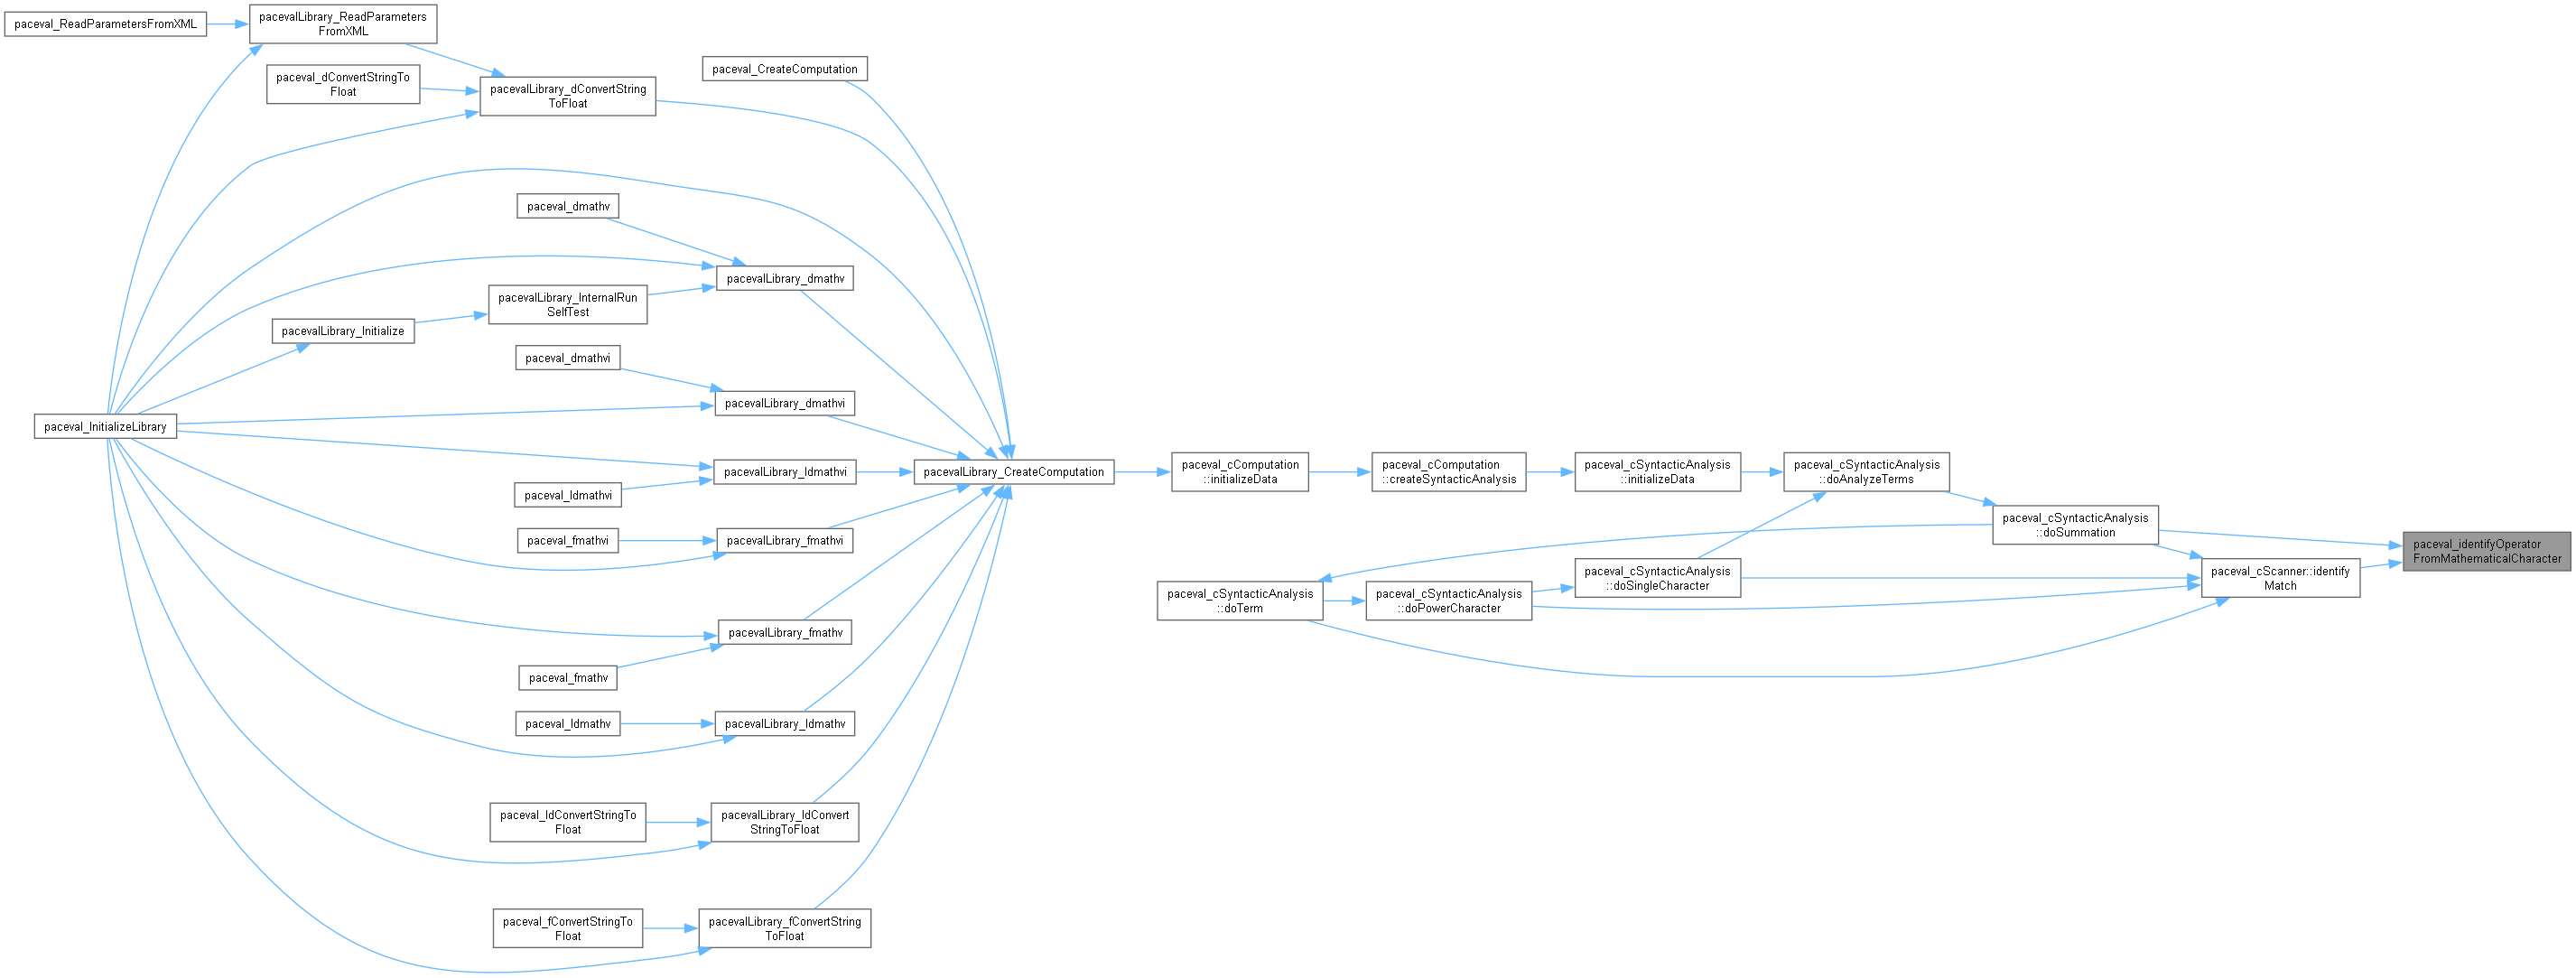 paceval_ReadParametersFromXML
pacevalLibrary_ReadParameters
FromXML
paceval_dConvertStringTo
Float
pacevalLibrary_dConvertString
ToFloat
paceval_CreateComputation
paceval_dmathv
pacevalLibrary_dmathv
pacevalLibrary_InternalRun
SelfTest
pacevalLibrary_Initialize
paceval_dmathvi
pacevalLibrary_dmathvi
paceval_InitializeLibrary
pacevalLibrary_CreateComputation
pacevalLibrary_ldmathvi
paceval_ldmathvi
paceval_fmathvi
pacevalLibrary_fmathvi
pacevalLibrary_fmathv
paceval_fmathv
paceval_ldmathv
pacevalLibrary_ldmathv
paceval_ldConvertStringTo
Float
pacevalLibrary_ldConvert
StringToFloat
paceval_fConvertStringTo
Float
pacevalLibrary_fConvertString
ToFloat
paceval_cComputation
::initializeData
paceval_cComputation
::createSyntacticAnalysis
paceval_cSyntacticAnalysis
::initializeData
paceval_cSyntacticAnalysis
::doAnalyzeTerms
paceval_cSyntacticAnalysis
::doSummation
paceval_cSyntacticAnalysis
::doTerm
paceval_cSyntacticAnalysis
::doPowerCharacter
paceval_cSyntacticAnalysis
::doSingleCharacter
paceval_cScanner::identify
Match
paceval_identifyOperator
FromMathematicalCharacter